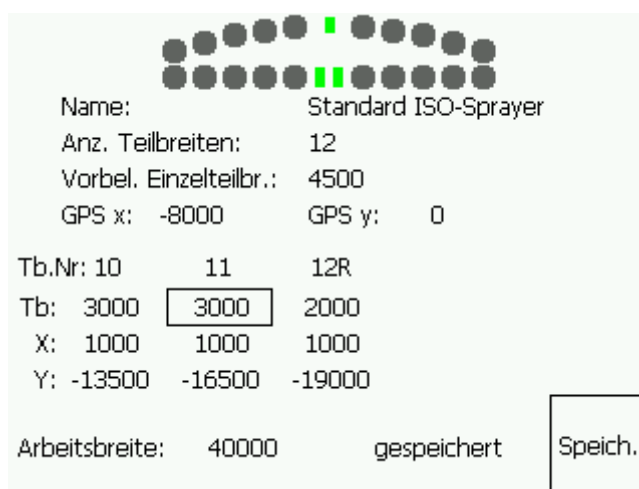 Name: Standard ISO-Sprayer
Anz. Teilbreiten: 12
Vorbel. Einzelteilbr.: 4500
GPS x: -8000 GPS y: 0
Tb.Nr: 10 11 12R
Tb: 3000 3000 2000
X: 1000 1000 1000
Y: -13500 -16500 -19000
Arbeitsbreite: 40000 gespeichert Speich.